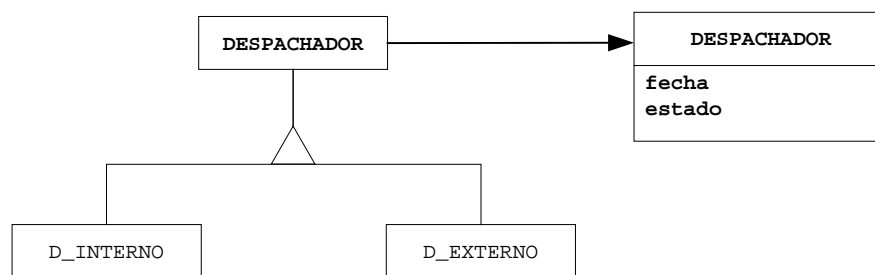 DESPACHADOR
DESPACHADOR
fecha
estado
D_INTERNO
D_EXTERNO